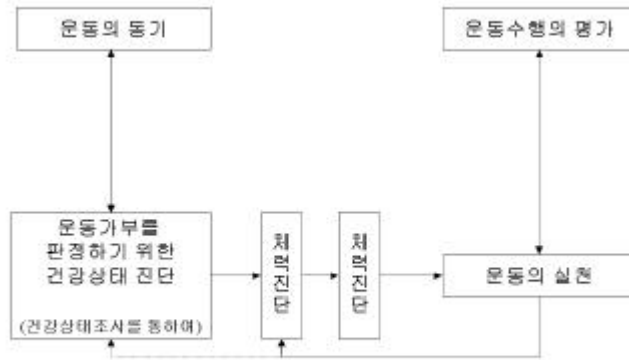 운동의 동기
운동수행의 평가
운동가부를
판정하기 위한
건강상태 진단
(건강상태조사를 통하여)
체력진단
체력진단
운동의 실천